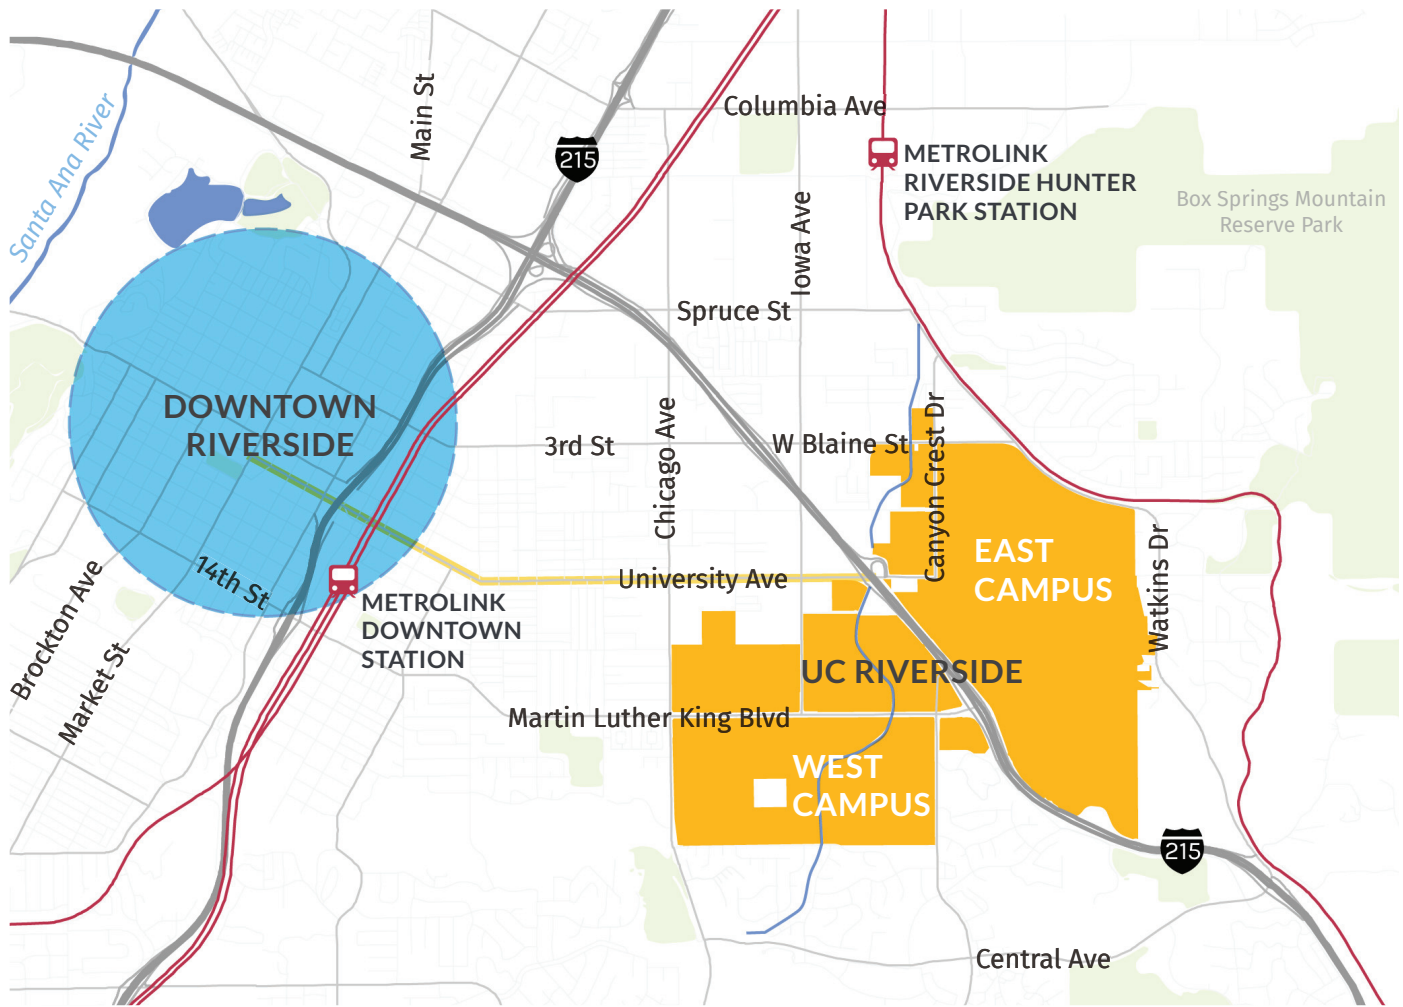 Columbia Ave
Main St
Santa Ana River
215
METROLINK
RIVERSIDE HUNTER
PARK STATION
Box Springs Mountain
Reserve Park
Iowa Ave
Spruce St
DOWNTOWN
RIVERSIDE
3rd St
Chicago Ave
W Blaine St
Canyon Crest Dr
EAST
CAMPUS
Watkins Dr
University Ave
14th St
METROLINK
DOWNTOWN
STATION
Brockton Ave
Market St
UC RIVERSIDE
Martin Luther King Blvd
WEST
CAMPUS
215
Central Ave